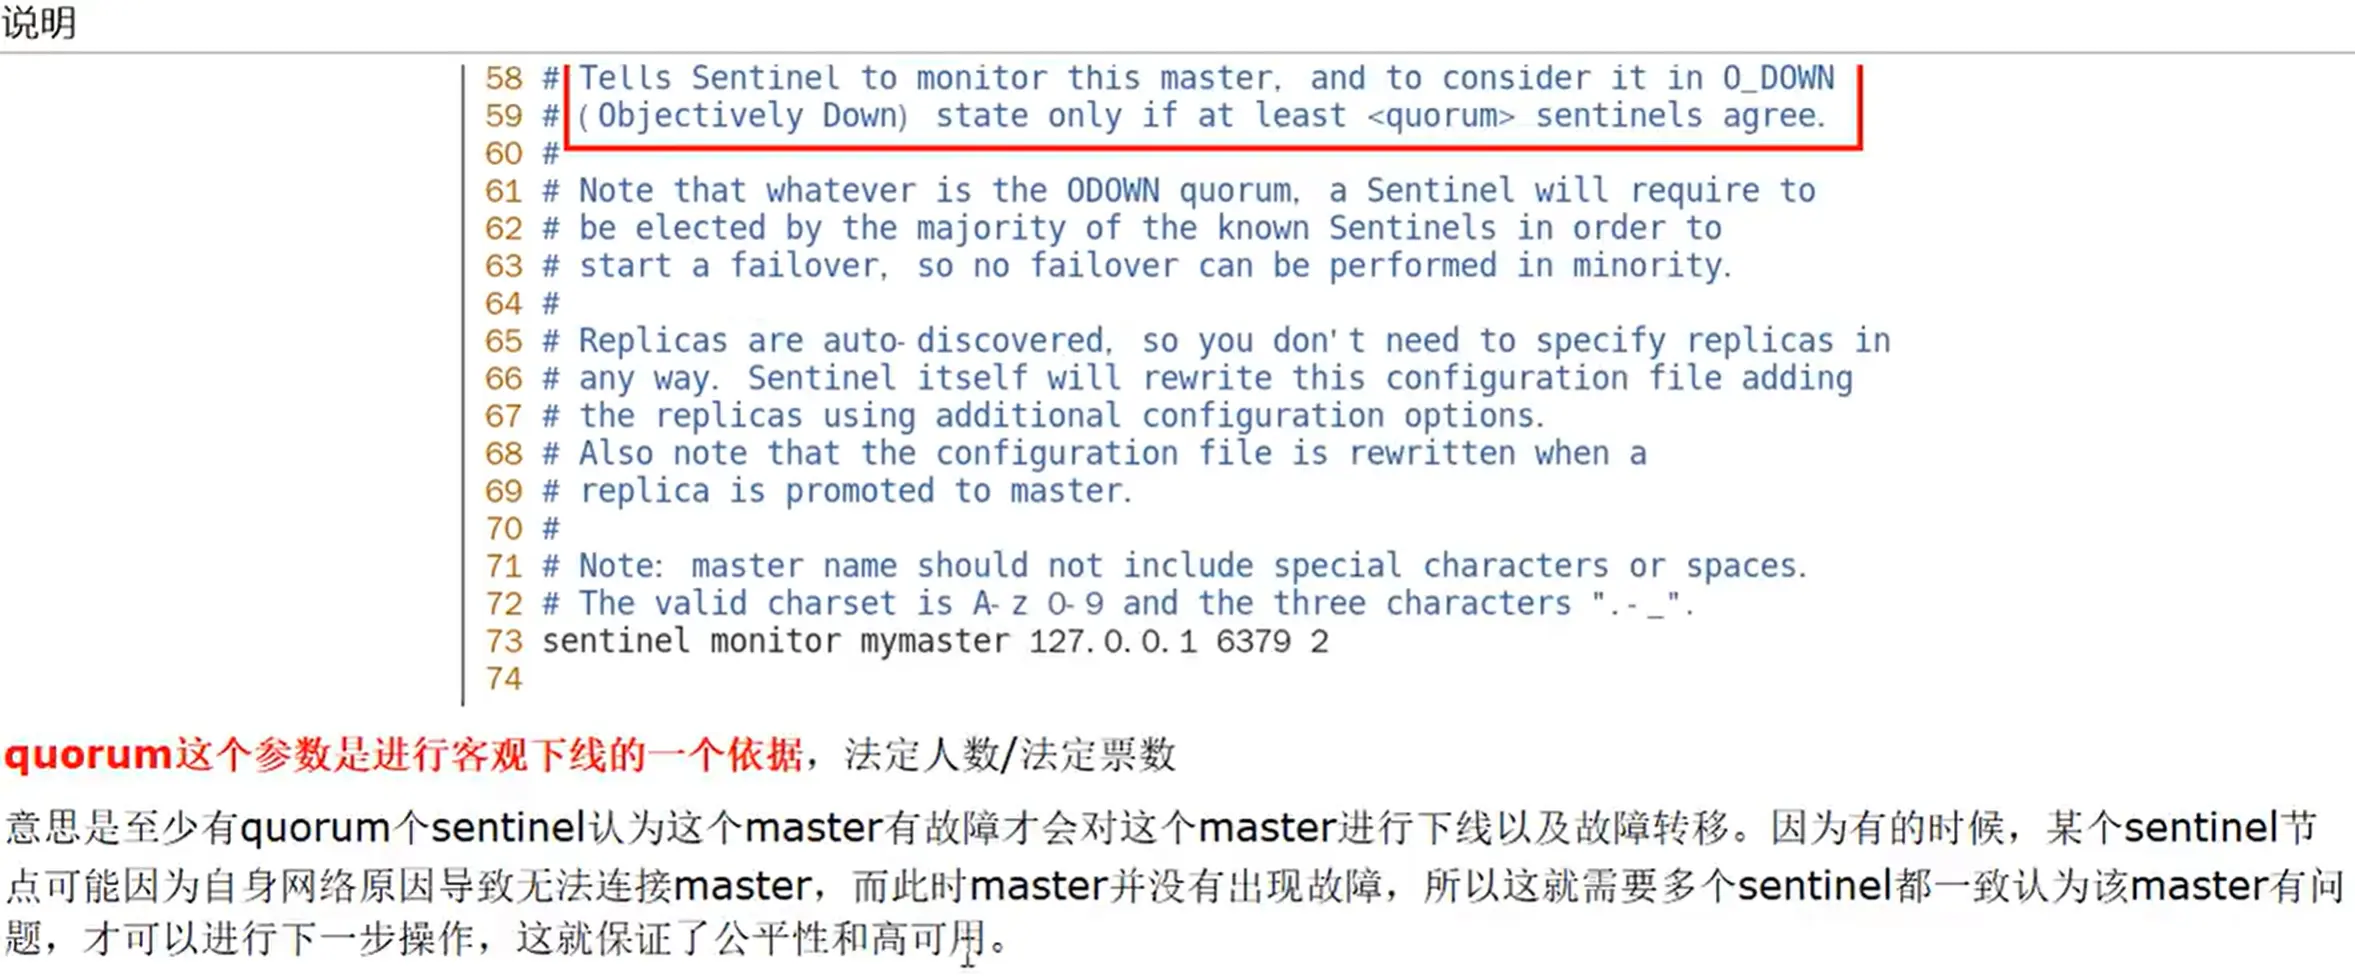 说明
58 # Tells Sentinel to monitor this master, and to consider it in O_DOWN
59 # (Objectively Down) state only if at least <quorum> sentinels agree.
60 #
61 # Note that whatever is the ODOWN quorum, a Sentinel will require to
62 # be elected by the majority of the known Sentinels in order to
63 # start a failover, so no failover can be performed in minority.
64 #
65 # Replicas are auto-discovered, so you don't need to specify replicas in
66 # any way. Sentinel itself will rewrite this configuration file adding
67 # the replicas using additional configuration options.
68 # Also note that the configuration file is rewritten when a
69 # replica is promoted to master.
70 #
71 # Note: master name should not include special characters or spaces.
72 # The valid charset is A-z 0-9 and the three characters ".-_".
73 sentinel monitor mymaster 127.0.0.1 6379 2
74
quorum这个参数是进行客观下线的一个依据，法定人数/法定票数
意思是至少有quorum个sentinel认为这个master有故障才会对这个master进行下线以及故障转移。因为有的时候，某个sentinel节
点可能因为自身网络原因导致无法连接master，而此时master并没有出现故障，所以这就需要多个sentinel都一致认为该master有问
题，才可以进行下一步操作，这就保证了公平性和高可用。